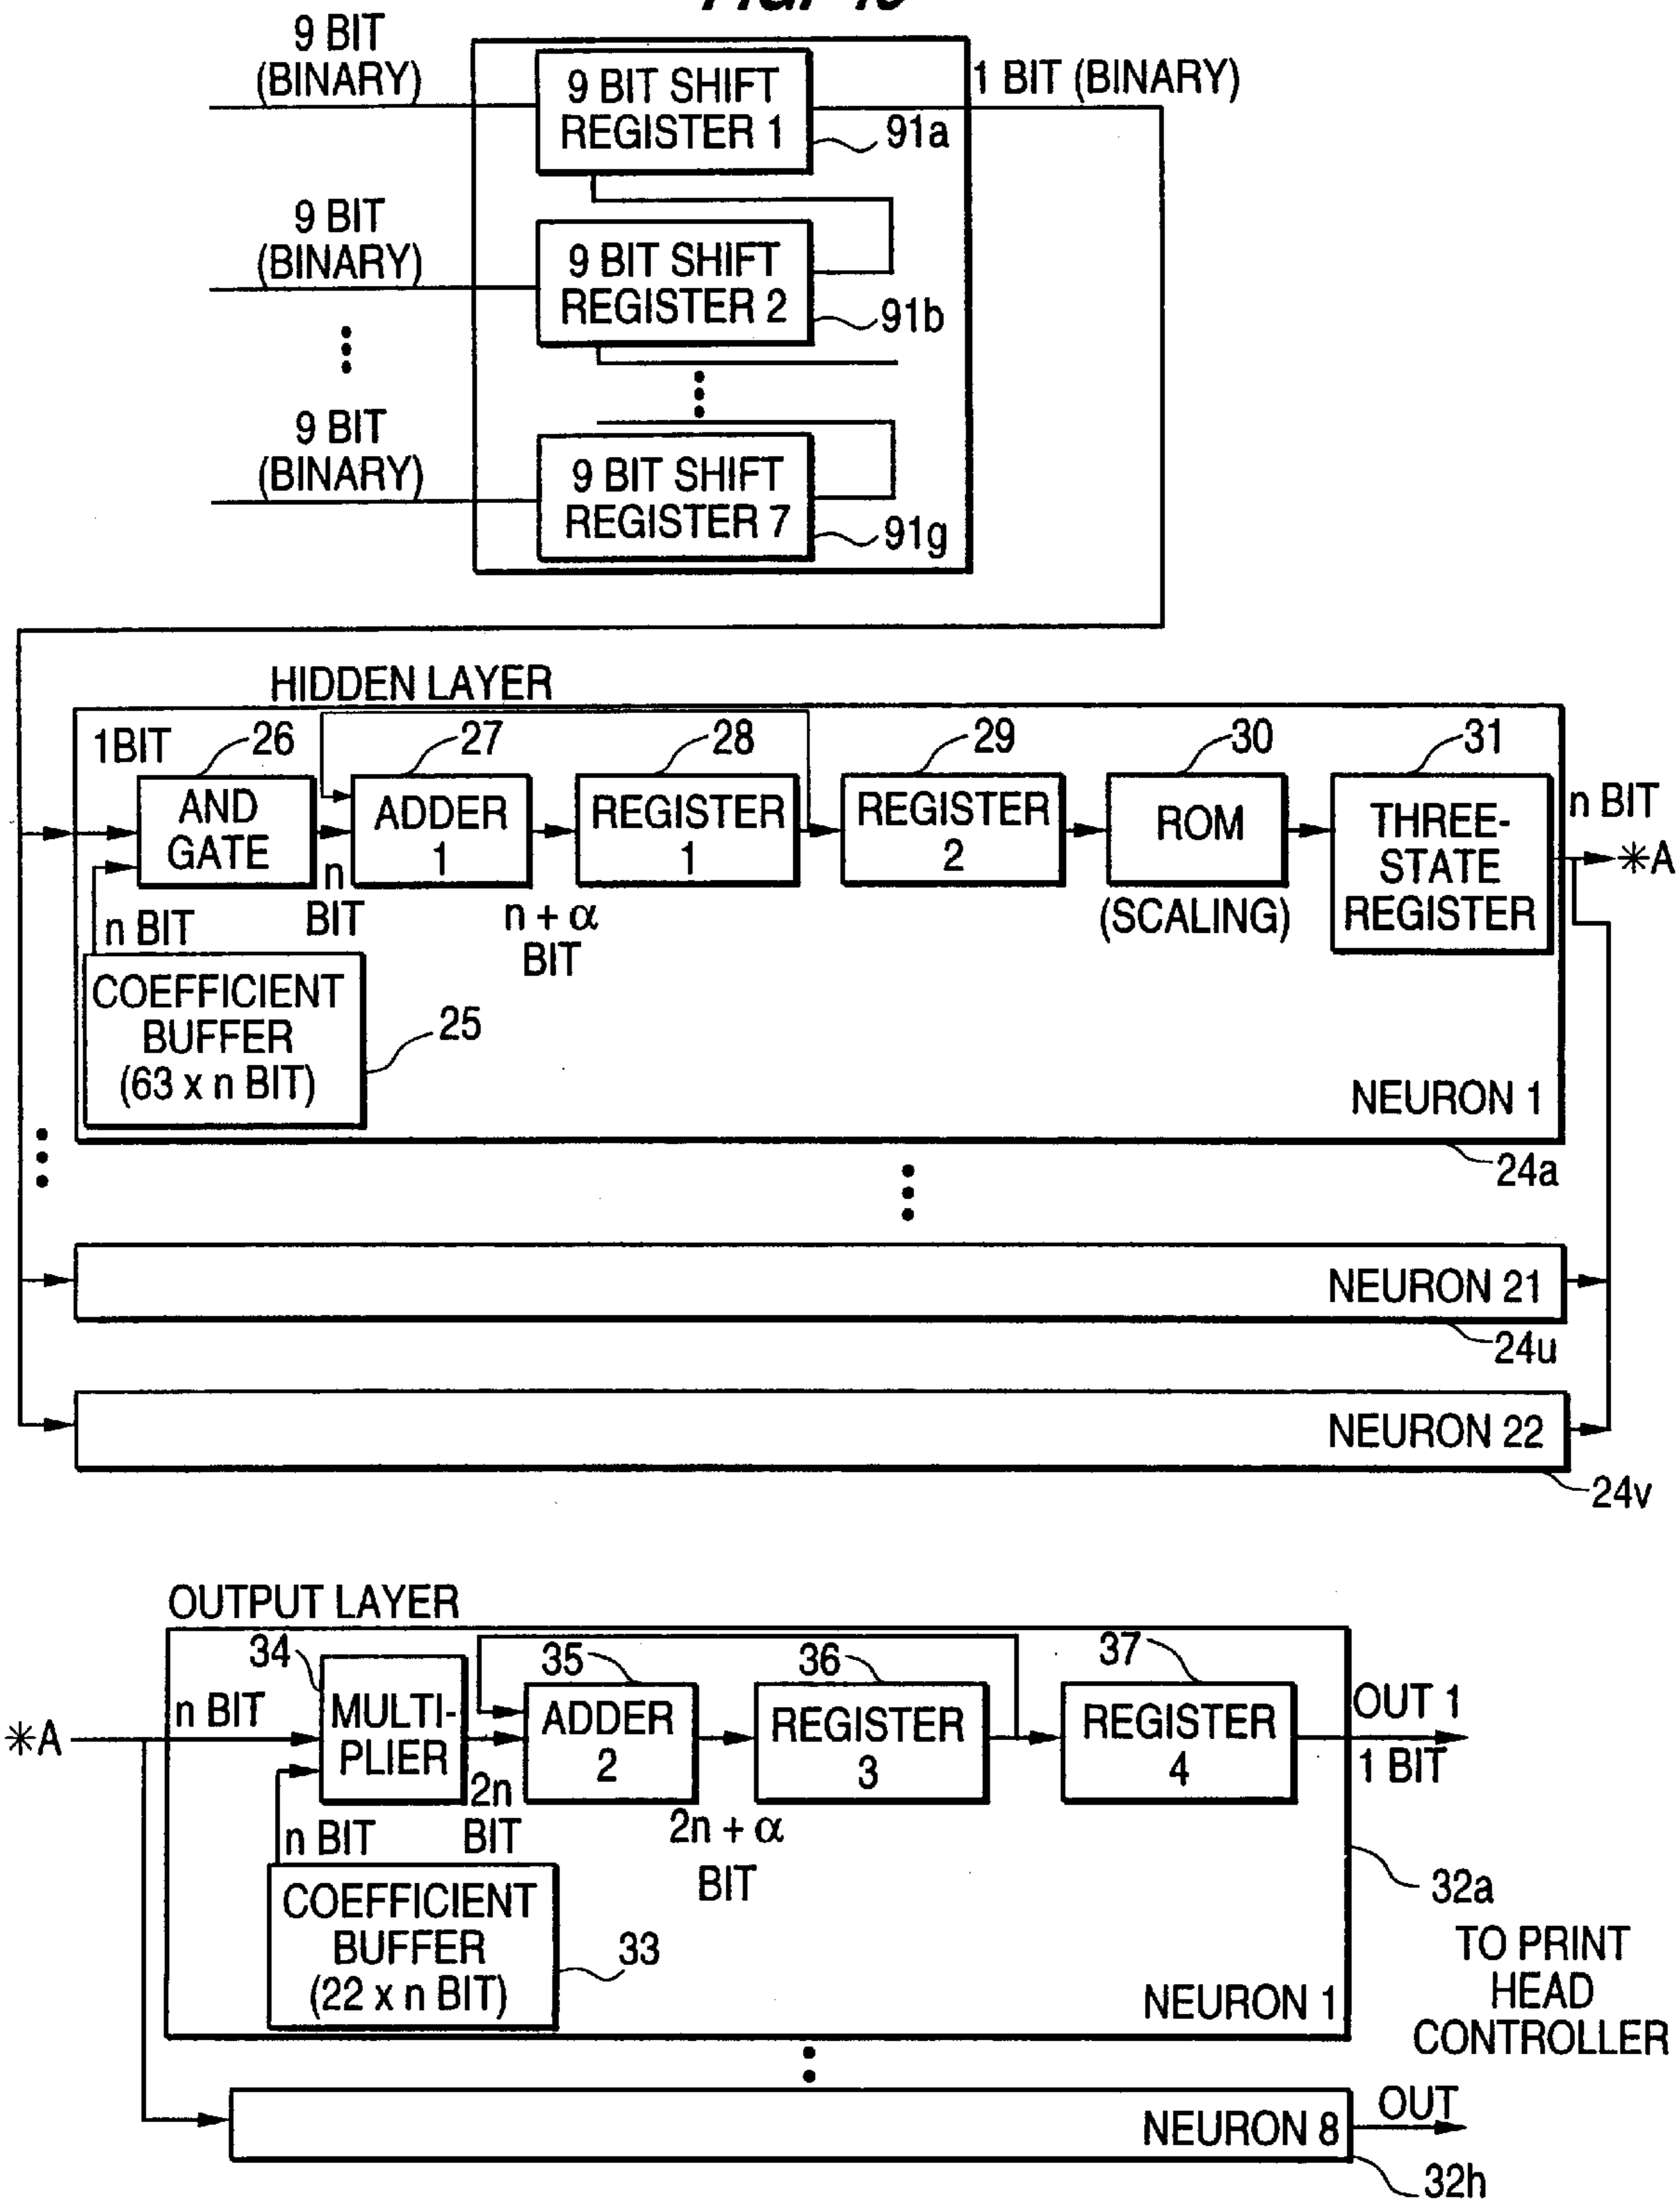 9 BIT
(BINARY)
9 BIT SHIFT
REGISTER 1
1 BIT (BINARY)
91a
9 BIT
(BINARY)
9 BIT SHIFT
REGISTER 2
91b
9 BIT
(BINARY)
9 BIT SHIFT
REGISTER 7
91g
HIDDEN LAYER
1BIT
26
27
28
29
30
31
AND
GATE
ADDER
1
REGISTER
1
REGISTER
2
ROM
THREE-
STATE
REGISTER
n BIT
✳A
n
BIT
n + α
BIT
(SCALING)
n BIT
COEFFICIENT
BUFFER
(63 x n BIT)
25
NEURON 1
24a
NEURON 21
24u
NEURON 22
24v
OUTPUT LAYER
34
35
36
37
✳A
n BIT
MULTI-
PLIER
ADDER
2
REGISTER
3
REGISTER
4
OUT 1
1 BIT
2n
BIT
2n + α
BIT
n BIT
COEFFICIENT
BUFFER
(22 x n BIT)
33
32a
NEURON 1
TO PRINT
HEAD
CONTROLLER
NEURON 8
OUT
32h